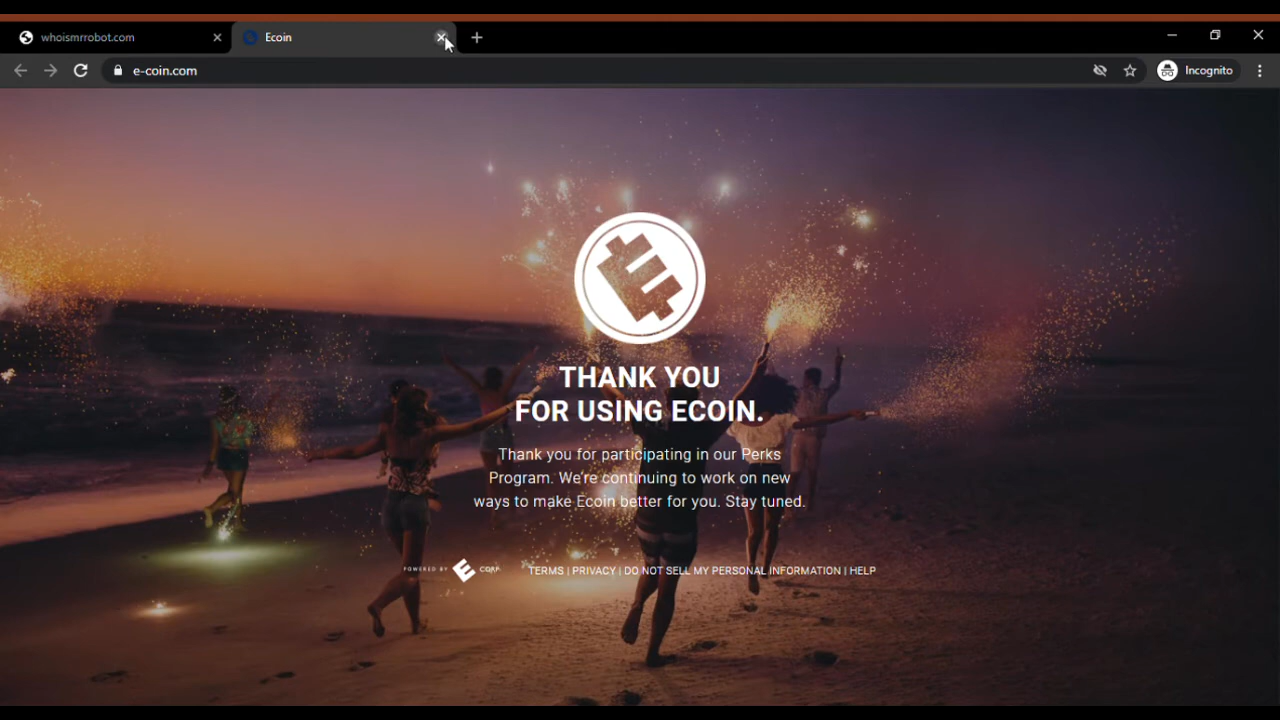 whoismrrobot.com
Ecoin
e-coin.com
Incognito
THANK YOU
FOR USING ECOIN.
Thank you for participating in our Perks
Program. We're continuing to work on new
ways to make Ecoin better for you. Stay tuned.
POWERED BY E CORP.
TERMS | PRIVACY | DO NOT SELL MY PERSONAL INFORMATION | HELP